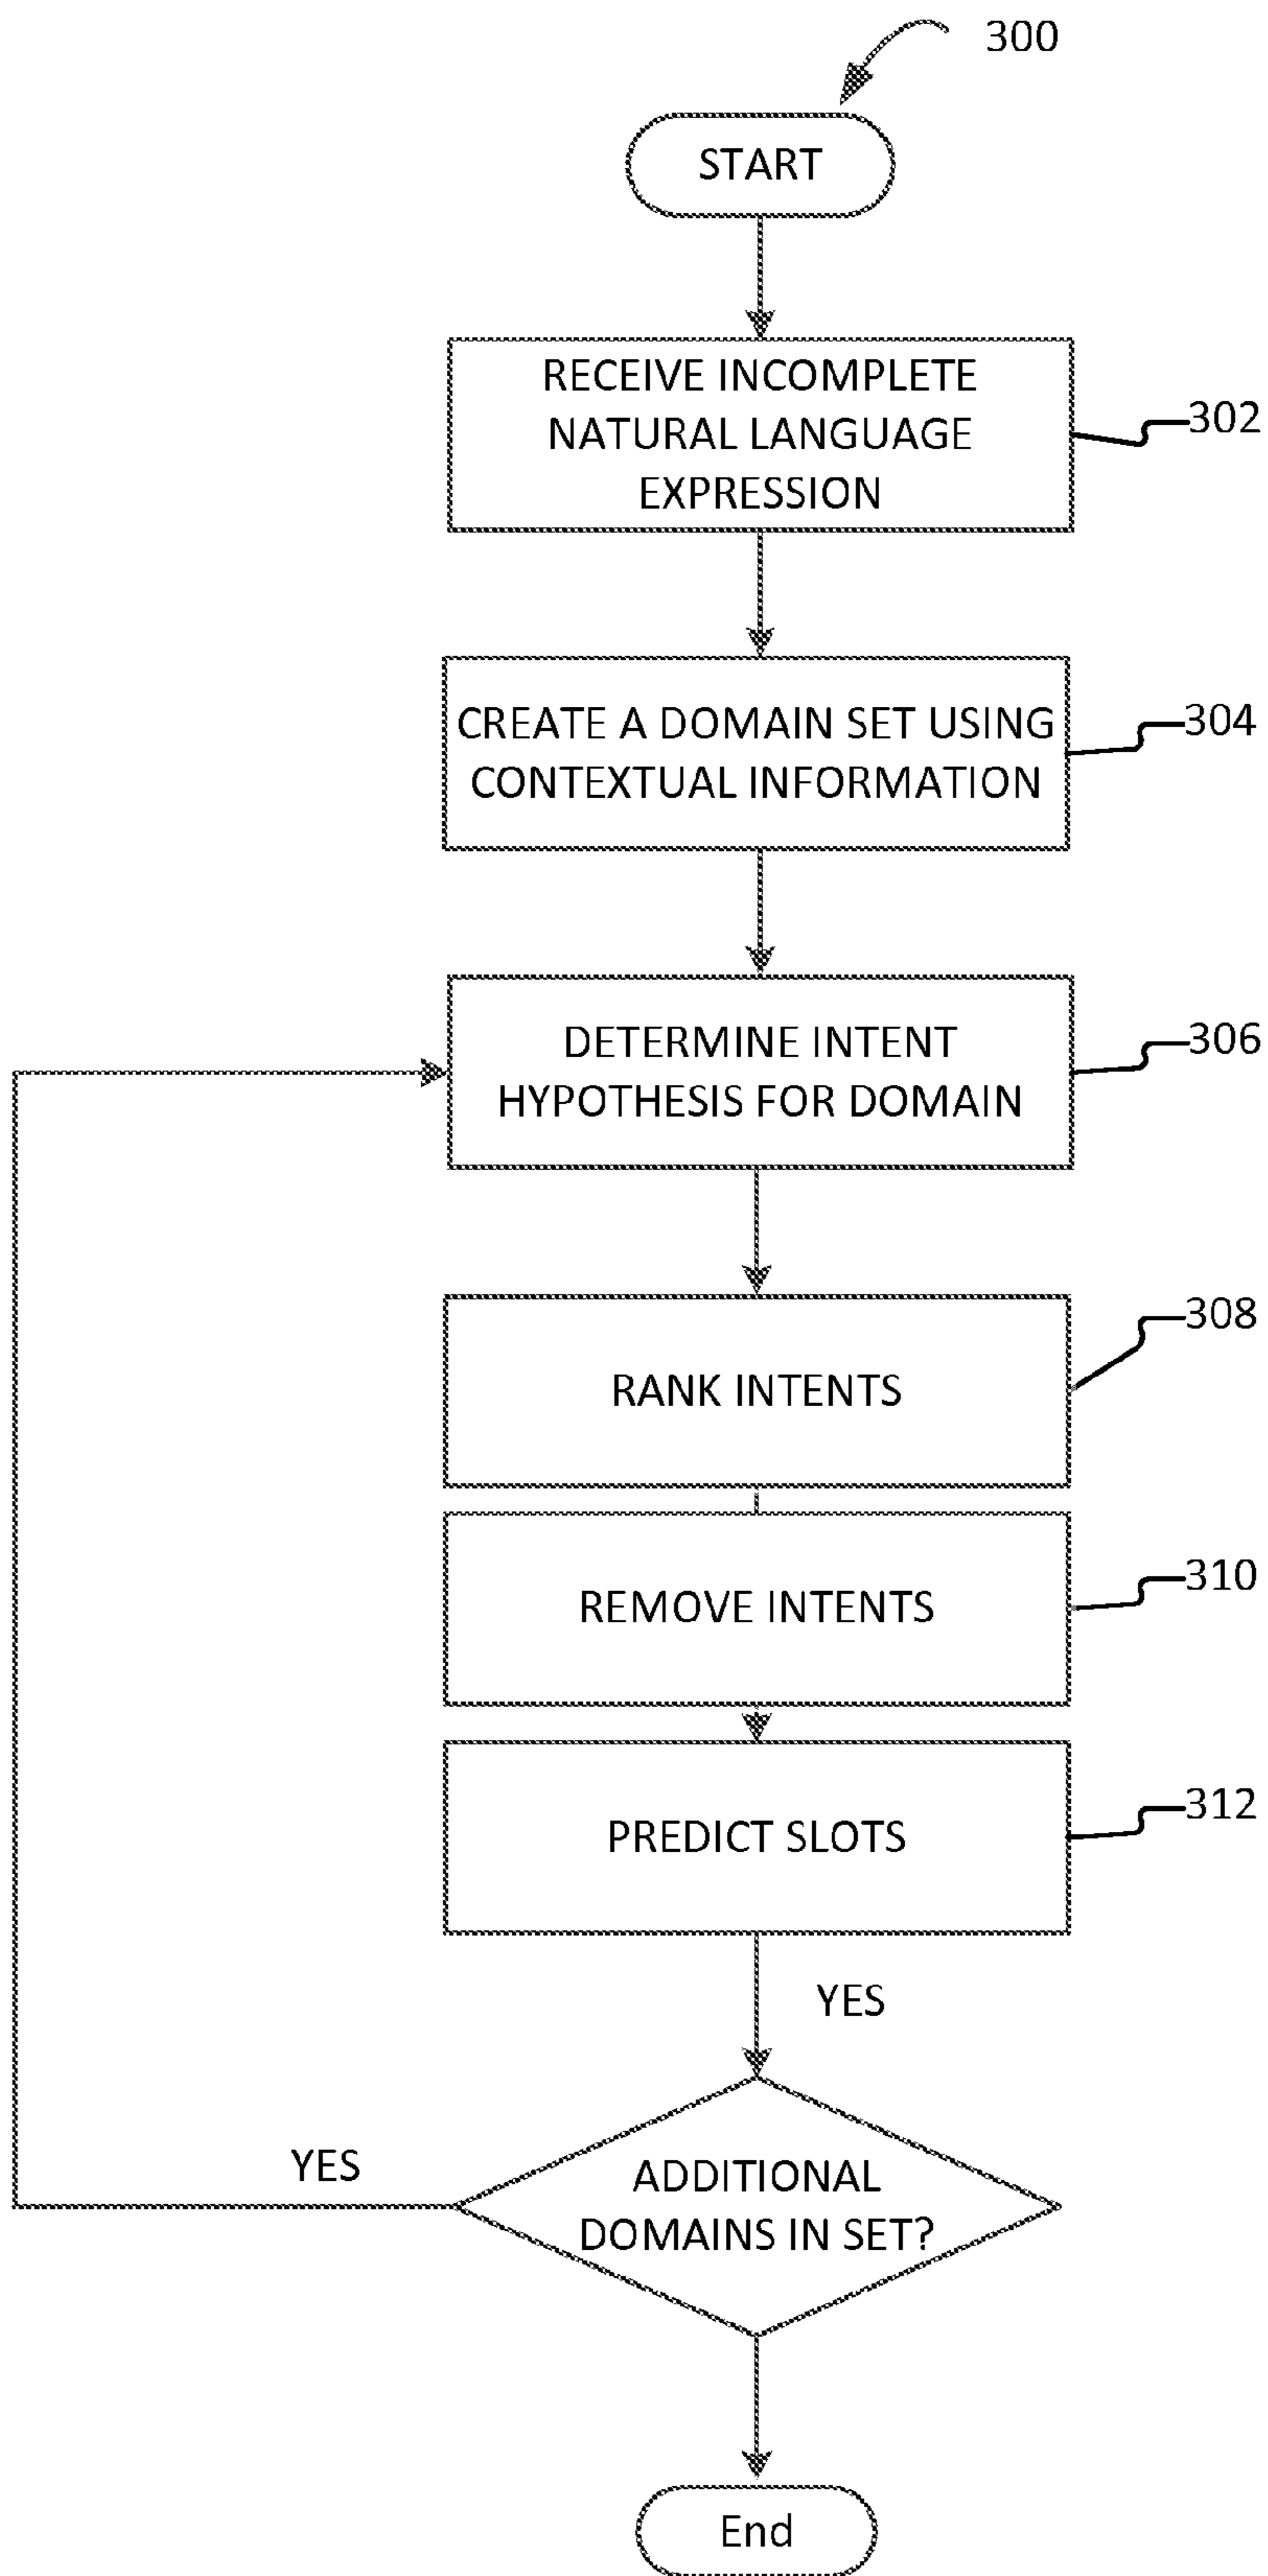 300
START
RECEIVE INCOMPLETE
NATURAL LANGUAGE
EXPRESSION
302
CREATE A DOMAIN SET USING
CONTEXTUAL INFORMATION
304
DETERMINE INTENT
HYPOTHESIS FOR DOMAIN
306
RANK INTENTS
308
REMOVE INTENTS
310
PREDICT SLOTS
312
YES
YES
ADDITIONAL
DOMAINS IN SET?
End